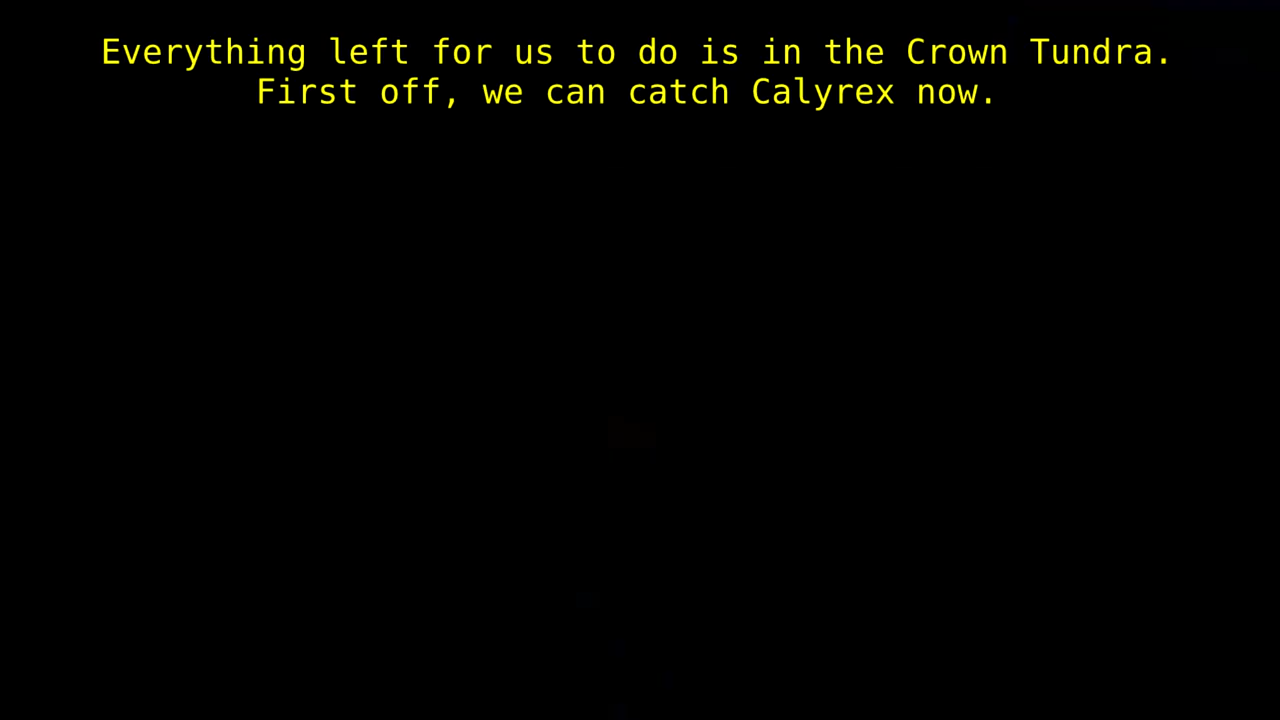 Everything left for us to do is in the Crown Tundra.
First off, we can catch Calyrex now.